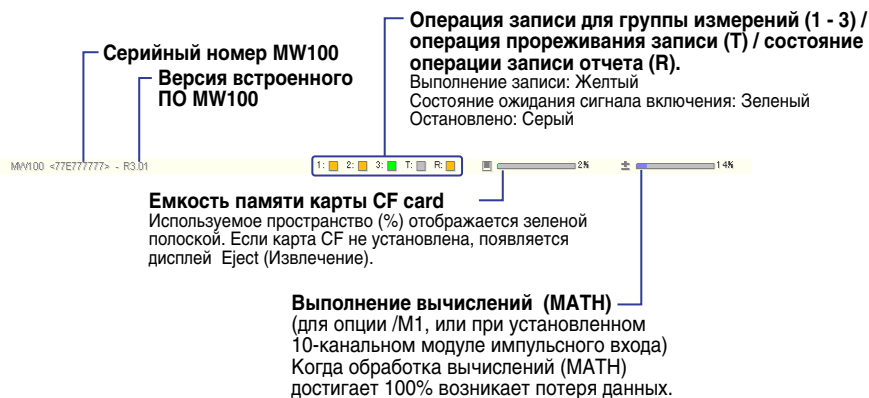 Операция записи для группы измерений (1 - 3) /
операция прореживания записи (T) / состояние
операции записи отчета (R).
Выполнение записи: Желтый
Состояние ожидания сигнала включения: Зеленый
Остановлено: Серый
Серийный номер MW100
Версия встроенного
ПО MW100
MW100 <77E777777> - R3.01 1: 2: 3: T: R: 2% 14%
Емкость памяти карты CF card
Используемое пространство (%) отображается зеленой
полоской. Если карта CF не установлена, появляется
дисплей Eject (Извлечение).
Выполнение вычислений (MATH)
(для опции /M1, или при установленном
10-канальном модуле импульсного входа)
Когда обработка вычислений (MATH)
достигает 100% возникает потеря данных.